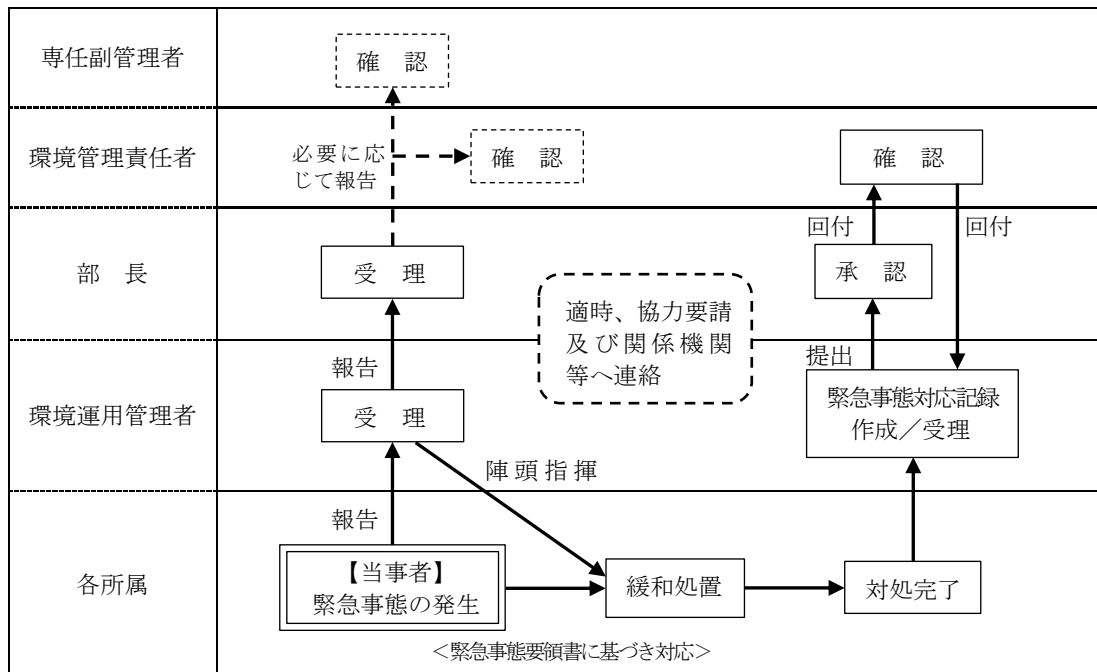 専任副管理者
確　認
環境管理責任者
必要に応
じて報告
確　認
確　認
回付
回付
部　長
受　理
承　認
適時、協力要請
及び関係機関
等へ連絡
報告
提出
環境運用管理者
受　理
緊急事態対応記録
作成／受理
陣頭指揮
報告
各所属
【当事者】
緊急事態の発生
緩和処置
対処完了
＜緊急事態要領書に基づき対応＞